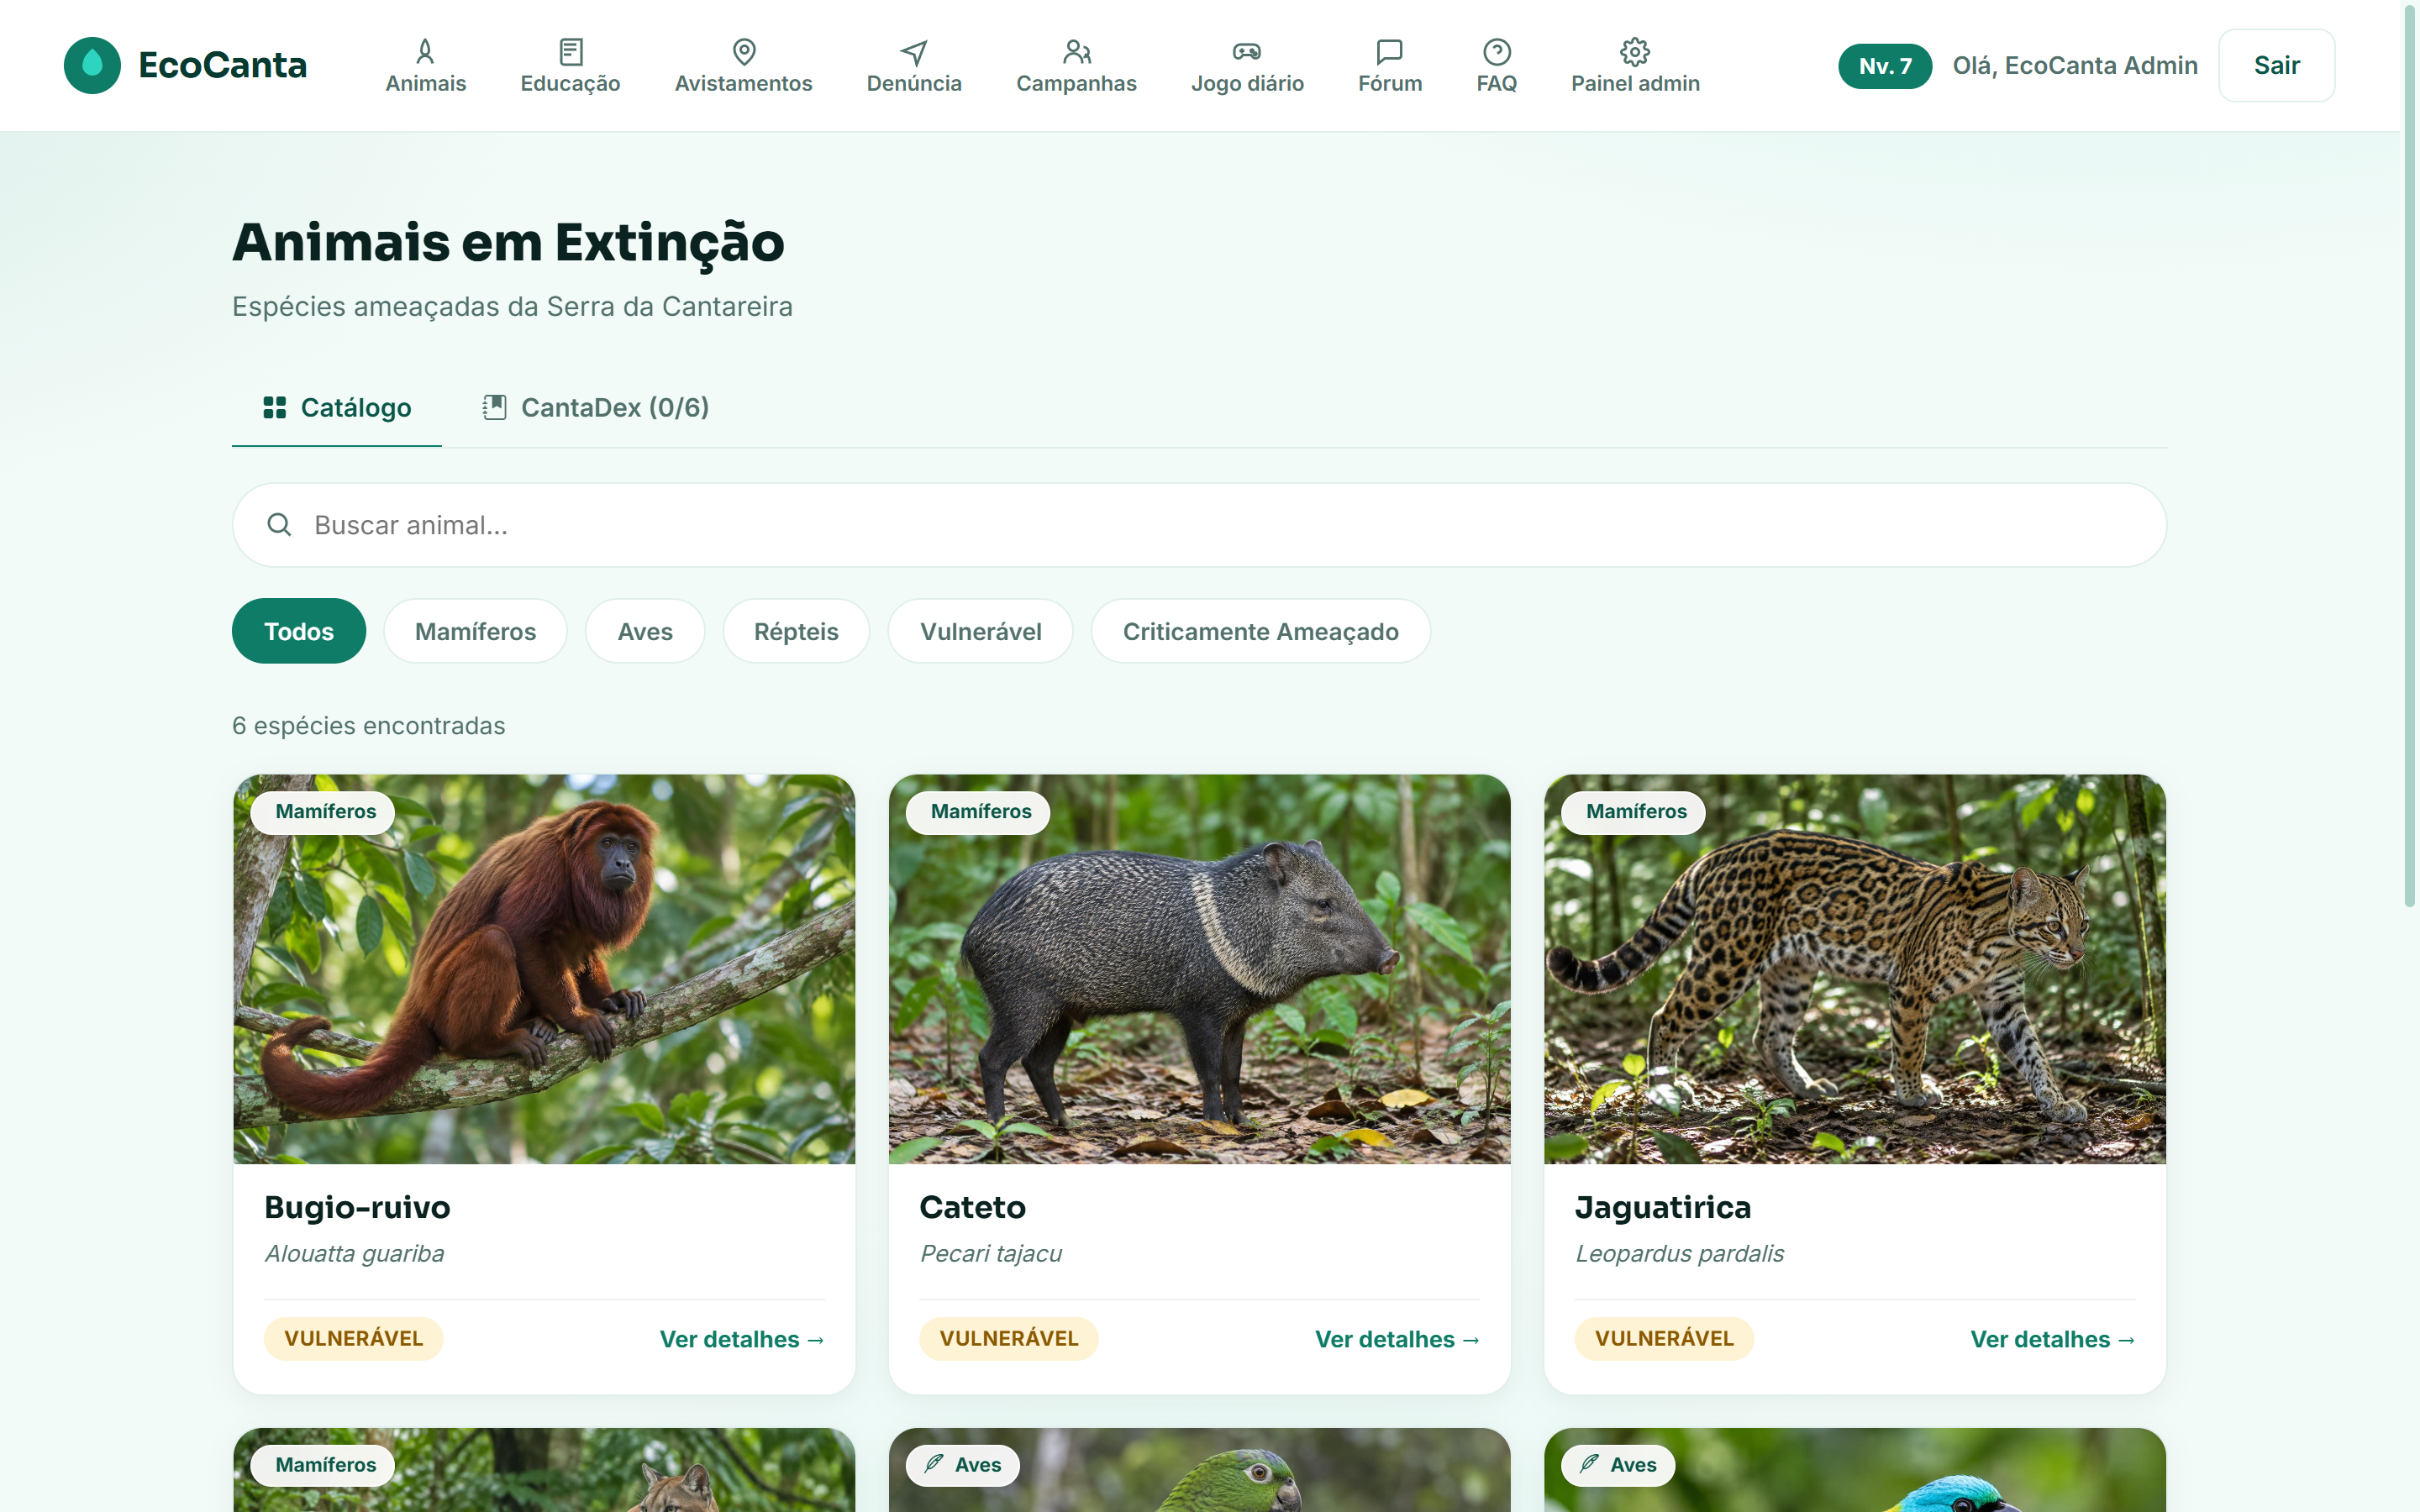 EcoCanta
Animais
Educação
Avistamentos
Denúncia
Campanhas
Jogo diário
Fórum
FAQ
Painel admin
Nv. 7
Olá, EcoCanta Admin
Sair
Animais em Extinção
Espécies ameaçadas da Serra da Cantareira
Catálogo
CantaDex (0/6)
Buscar animal...
Todos
Mamíferos
Aves
Répteis
Vulnerável
Criticamente Ameaçado
6 espécies encontradas
Mamíferos
Bugio-ruivo
Alouatta guariba
VULNERÁVEL
Ver detalhes →
Mamíferos
Cateto
Pecari tajacu
VULNERÁVEL
Ver detalhes →
Mamíferos
Jaguatirica
Leopardus pardalis
VULNERÁVEL
Ver detalhes →
Mamíferos
Aves
Aves